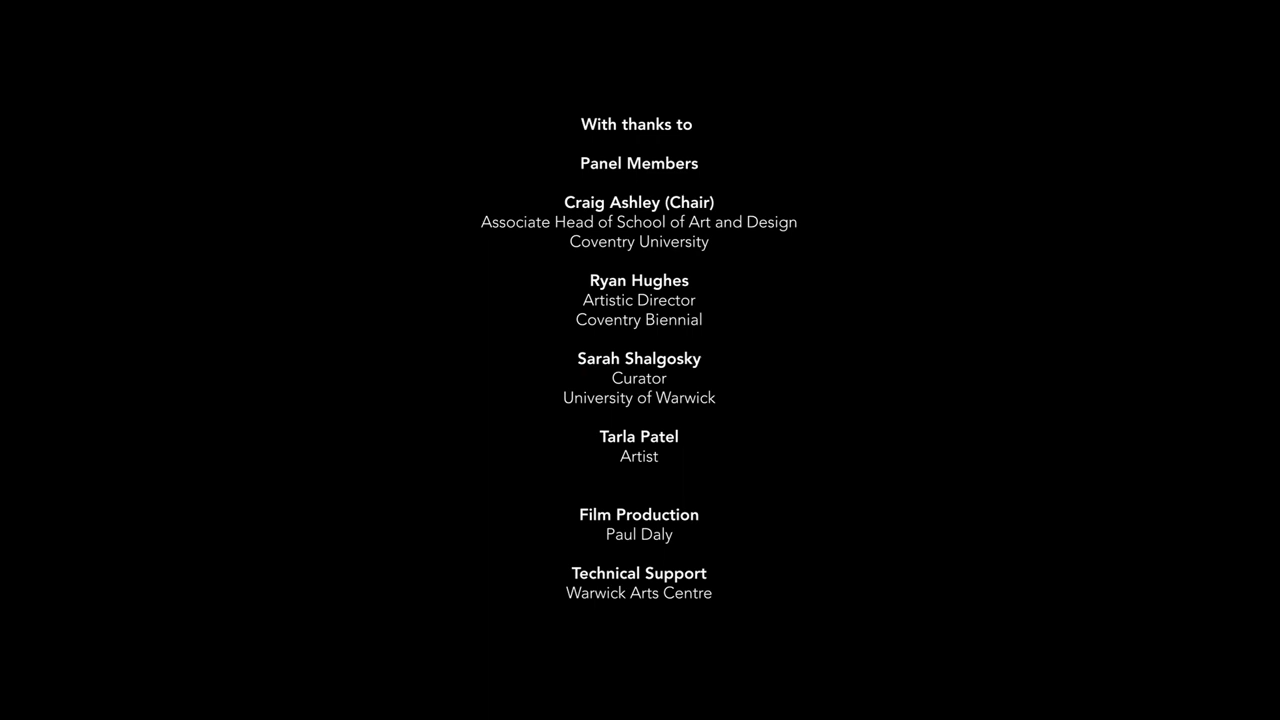 With thanks to
Panel Members
Craig Ashley (Chair)
Associate Head of School of Art and Design
Coventry University
Ryan Hughes
Artistic Director
Coventry Biennial
Sarah Shalgosky
Curator
University of Warwick
Tarla Patel
Artist
Film Production
Paul Daly
Technical Support
Warwick Arts Centre